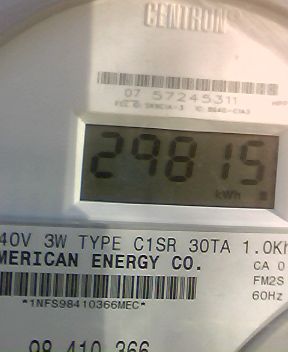 CENTRON
07 57245311
29815
kWh
40V 3W TYPE C1SR 30TA 1.0Kh
MERICAN ENERGY CO.
CA 0
FM2S
*1NFS98410366MEC*
60Hz
98 410 366